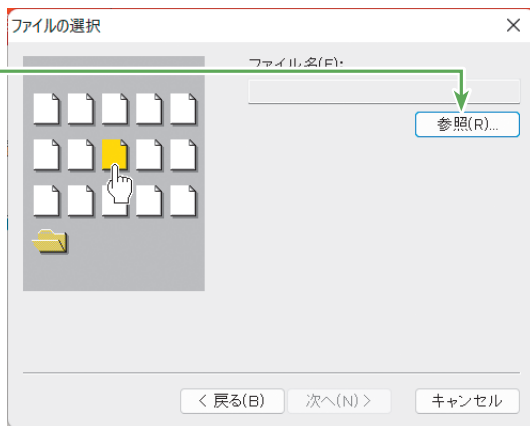 ファイルの選択
ファイル名(F):
参照(R)...
< 戻る(B)
次へ(N) >
キャンセル